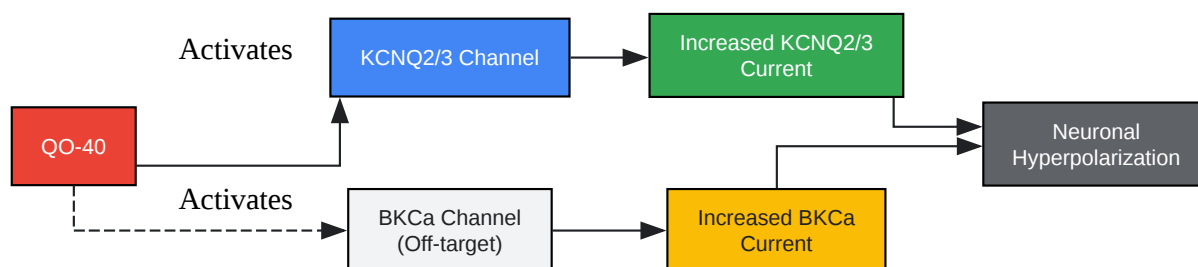 Activates
KCNQ2/3 Channel
Increased KCNQ2/3
Current
QO-40
Neuronal
Hyperpolarization
Activates
BKCa Channel
(Off-target)
Increased BKCa
Current